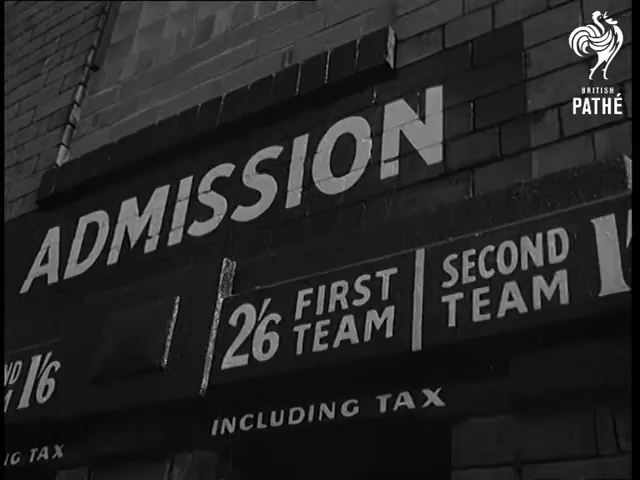 BRITISH
PATHÉ
ADMISSION
2/6 FIRST TEAM
SECOND TEAM
1/6
INCLUDING TAX
TAX